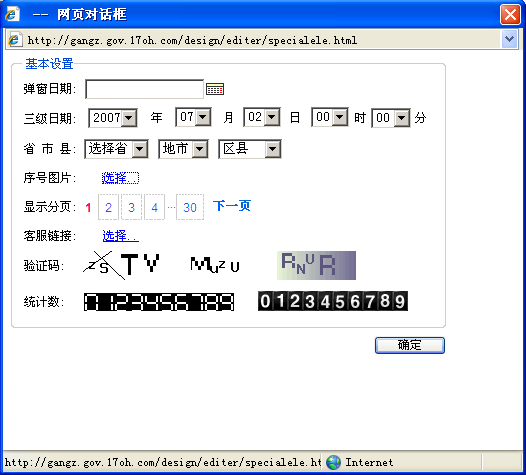 -- 网页对话框
http://gangz.gov.17oh.com/design/editer/specialele.html
基本设置
弹窗日期:
三级日期: 2007 年 07 月 02 日 00 时 00 分
省 市 县: 选择省 地市 区县
序号图片: 选择...
显示分页: 1 2 3 4 ... 30 下一页
客服链接: 选择...
验证码: zsTV MuzU RNUR
统计数: 0123456789 0123456789
确定
http://gangz.gov.17oh.com/design/editer/specialele.ht Internet